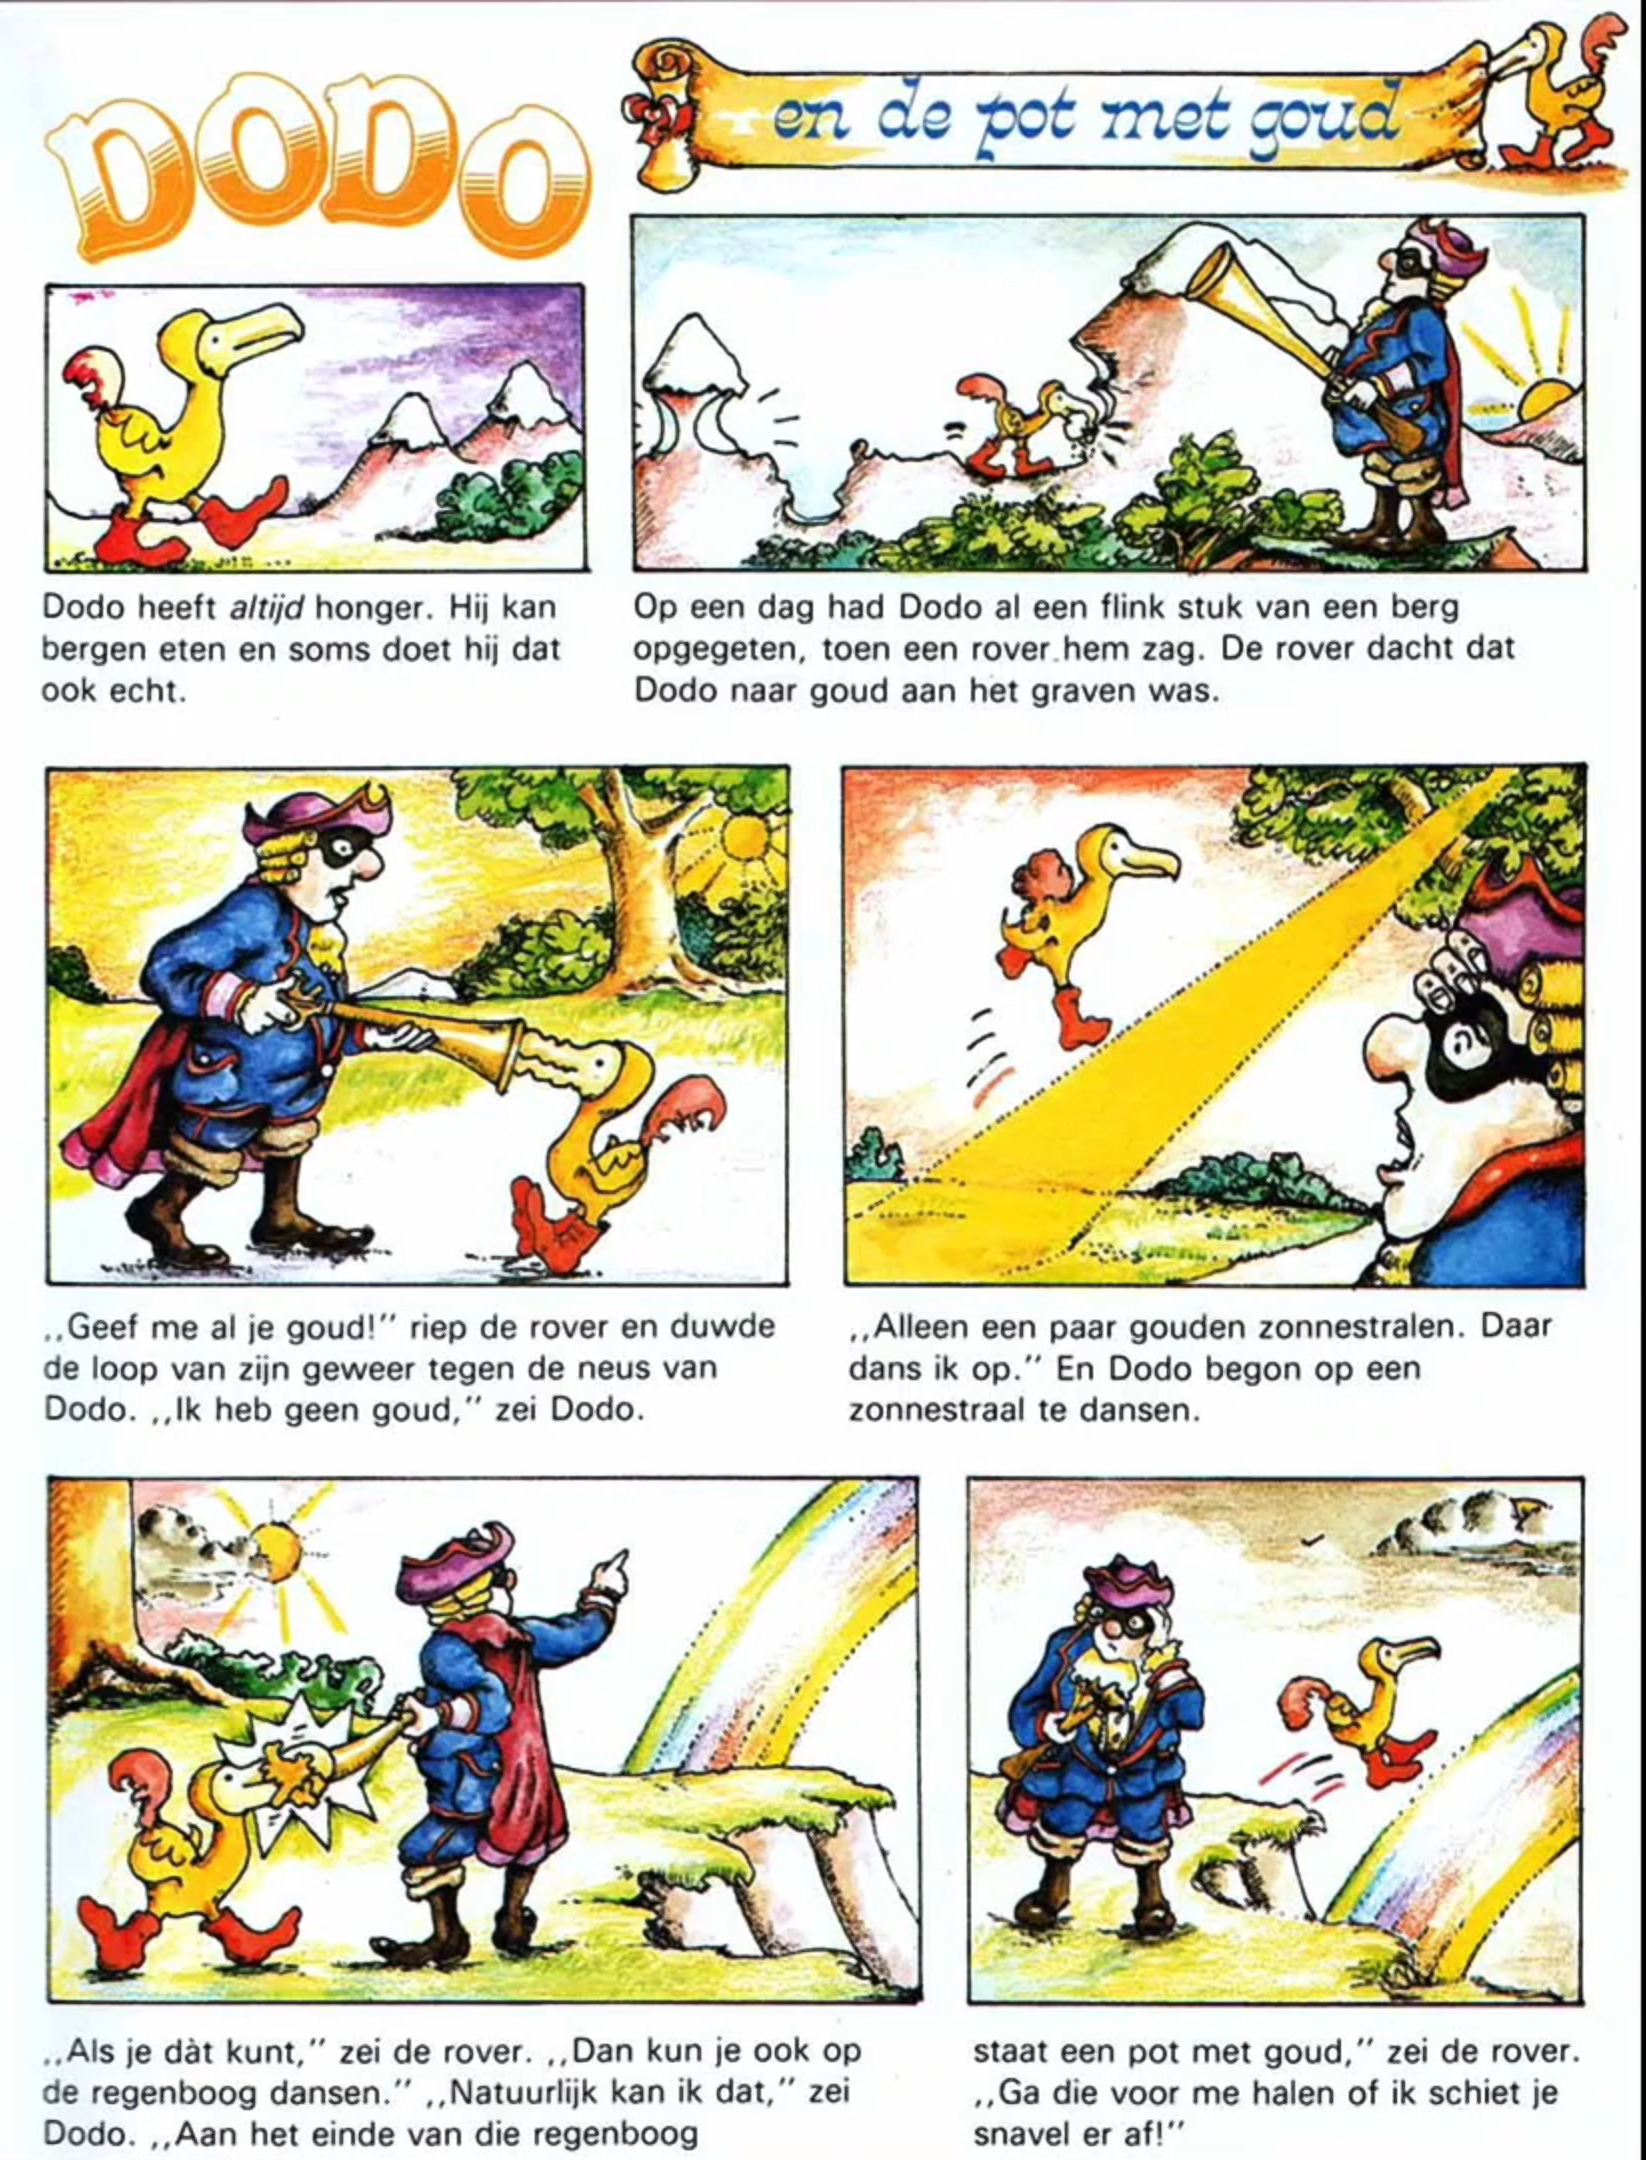 DODO
en de pot met goud
Dodo heeft altijd honger. Hij kan
bergen eten en soms doet hij dat
ook echt.
Op een dag had Dodo al een flink stuk van een berg
opgegeten, toen een rover hem zag. De rover dacht dat
Dodo naar goud aan het graven was.
,,Geef me al je goud!” riep de rover en duwde
de loop van zijn geweer tegen de neus van
Dodo. ,,Ik heb geen goud,” zei Dodo.
,,Alleen een paar gouden zonnestralen. Daar
dans ik op.” En Dodo begon op een
zonnestraal te dansen.
,,Als je dàt kunt,” zei de rover. ,,Dan kun je ook op
de regenboog dansen.” ,,Natuurlijk kan ik dat,” zei
Dodo. ,,Aan het einde van die regenboog
staat een pot met goud,” zei de rover.
,,Ga die voor me halen of ik schiet je
snavel er af!”